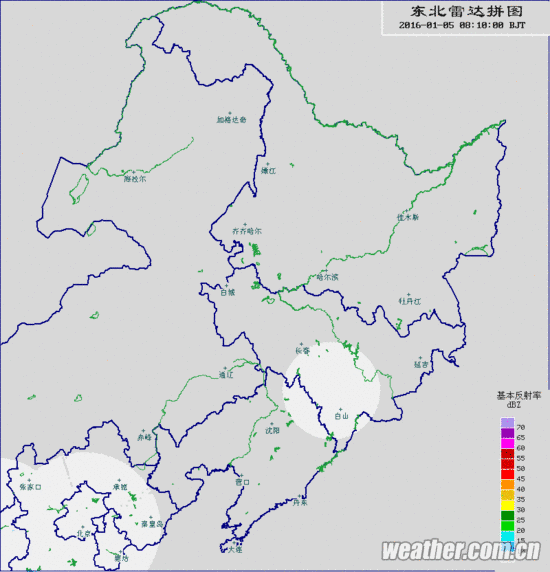 东北雷达拼图
2016-01-05 08:10:00 BJT
加格达奇
嫩江
海拉尔
佳木斯
齐齐哈尔
哈尔滨
白城
牡丹江
长春
延吉
通辽
白山
沈阳
赤峰
基本反射率
dBZ
70
65
60
55
50
45
40
35
30
25
20
15
10
张家口
承德
营口
丹东
秦皇岛
北京
廊坊
大连
weather.com.cn